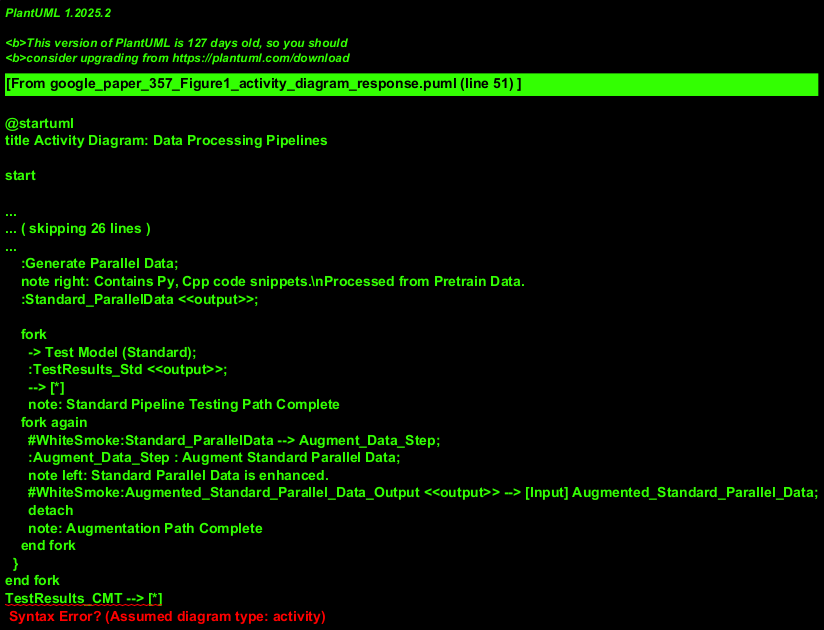 PlantUML 1.2025.2
<b>This version of PlantUML is 127 days old, so you should
<b>consider upgrading from https://plantuml.com/download
[From google_paper_357_Figure1_activity_diagram_response.puml (line 51) ]
@startuml
title Activity Diagram: Data Processing Pipelines
start
...
... ( skipping 26 lines )
...
:Generate Parallel Data;
note right: Contains Py, Cpp code snippets.\nProcessed from Pretrain Data.
:Standard_ParallelData <<output>>;
fork
-> Test Model (Standard);
:TestResults_Std <<output>>;
--> [*]
note: Standard Pipeline Testing Path Complete
fork again
#WhiteSmoke:Standard_ParallelData --> Augment_Data_Step;
:Augment_Data_Step : Augment Standard Parallel Data;
note left: Standard Parallel Data is enhanced.
#WhiteSmoke:Augmented_Standard_Parallel_Data_Output <<output>> --> [Input] Augmented_Standard_Parallel_Data;
detach
note: Augmentation Path Complete
end fork
}
end fork
TestResults_CMT --> [*]
Syntax Error? (Assumed diagram type: activity)